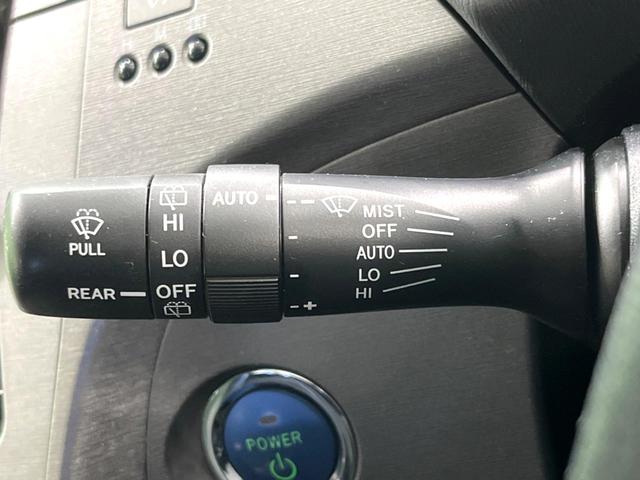 PULL
REAR
HI
LO
OFF
AUTO
- - 
-
-
-+
MIST
OFF
AUTO
LO
HI
POWER